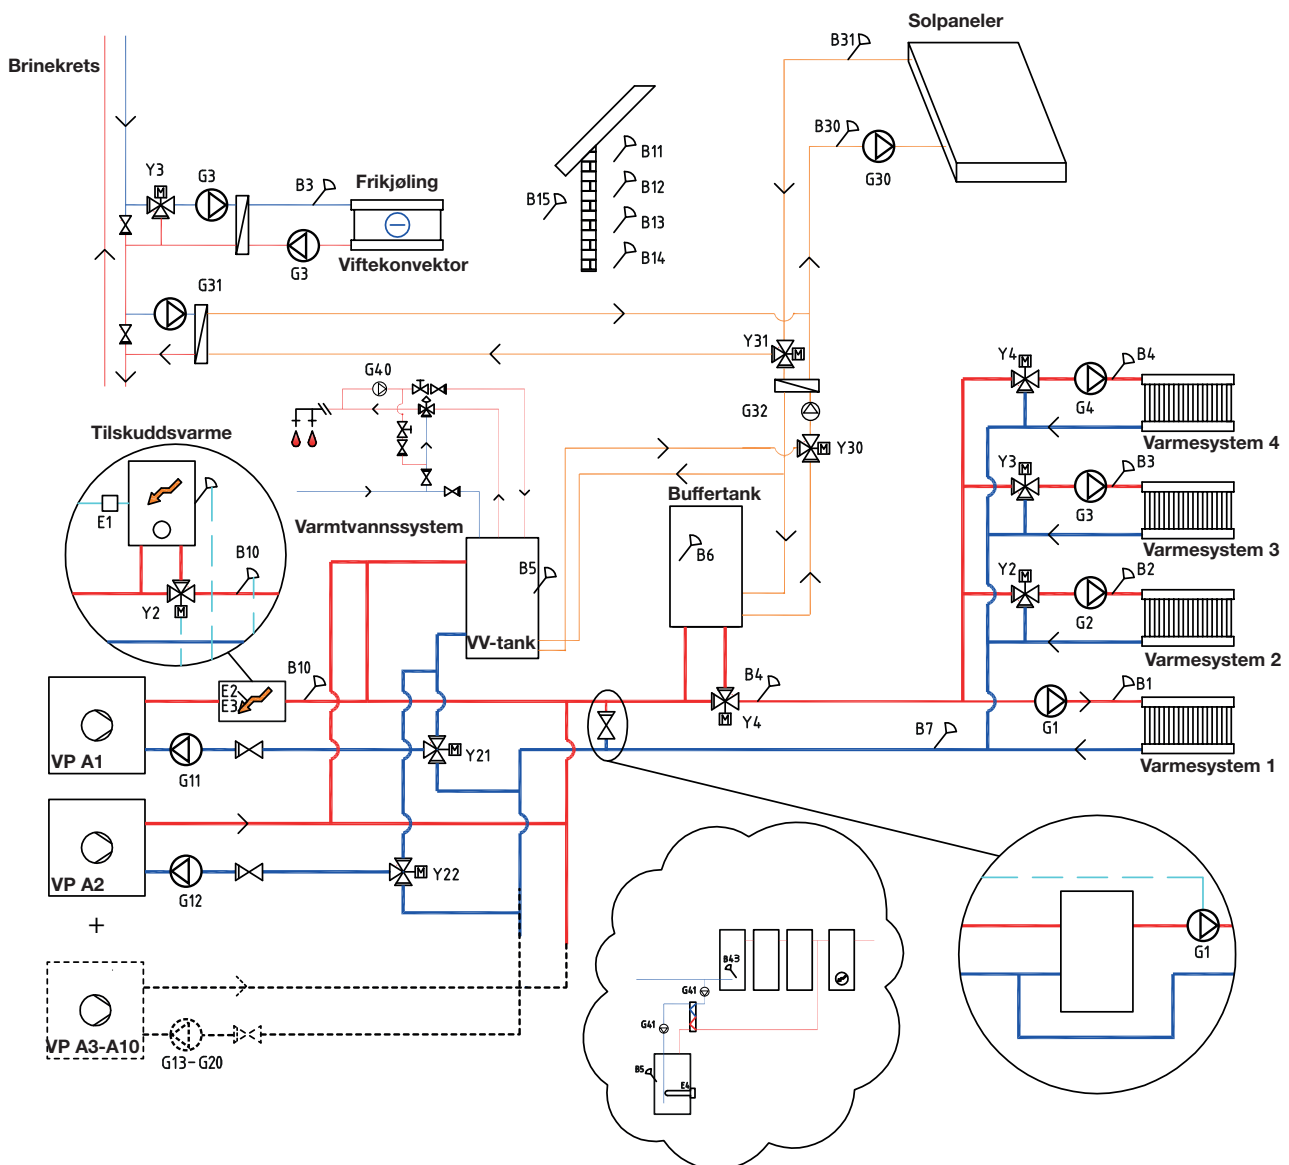 Solpaneler
B31
Brinekrets
B30
G30
B11
Y3
M
G3
B3
Frikjøling
B12
B15
B13
G3
Viftekonvektor
B14
G31
Y31
M
Y4
M
B4
G40
G32
G4
Tilskuddsvarme
Y30
M
Varmesystem 4
Y3
M
B3
Buffertank
E1
Varmtvannssystem
G3
B10
B6
B5
Varmesystem 3
Y2
M
B2
Y2
M
G2
VV-tank
Varmesystem 2
E2
E3
B10
B4
B1
M
Y4
G1
B7
VP A1
G11
M
Y21
Varmesystem 1
VP A2
G12
M
Y22
+
B43
G1
G41
G41
VP A3-A10
G13-G20
B5
E4